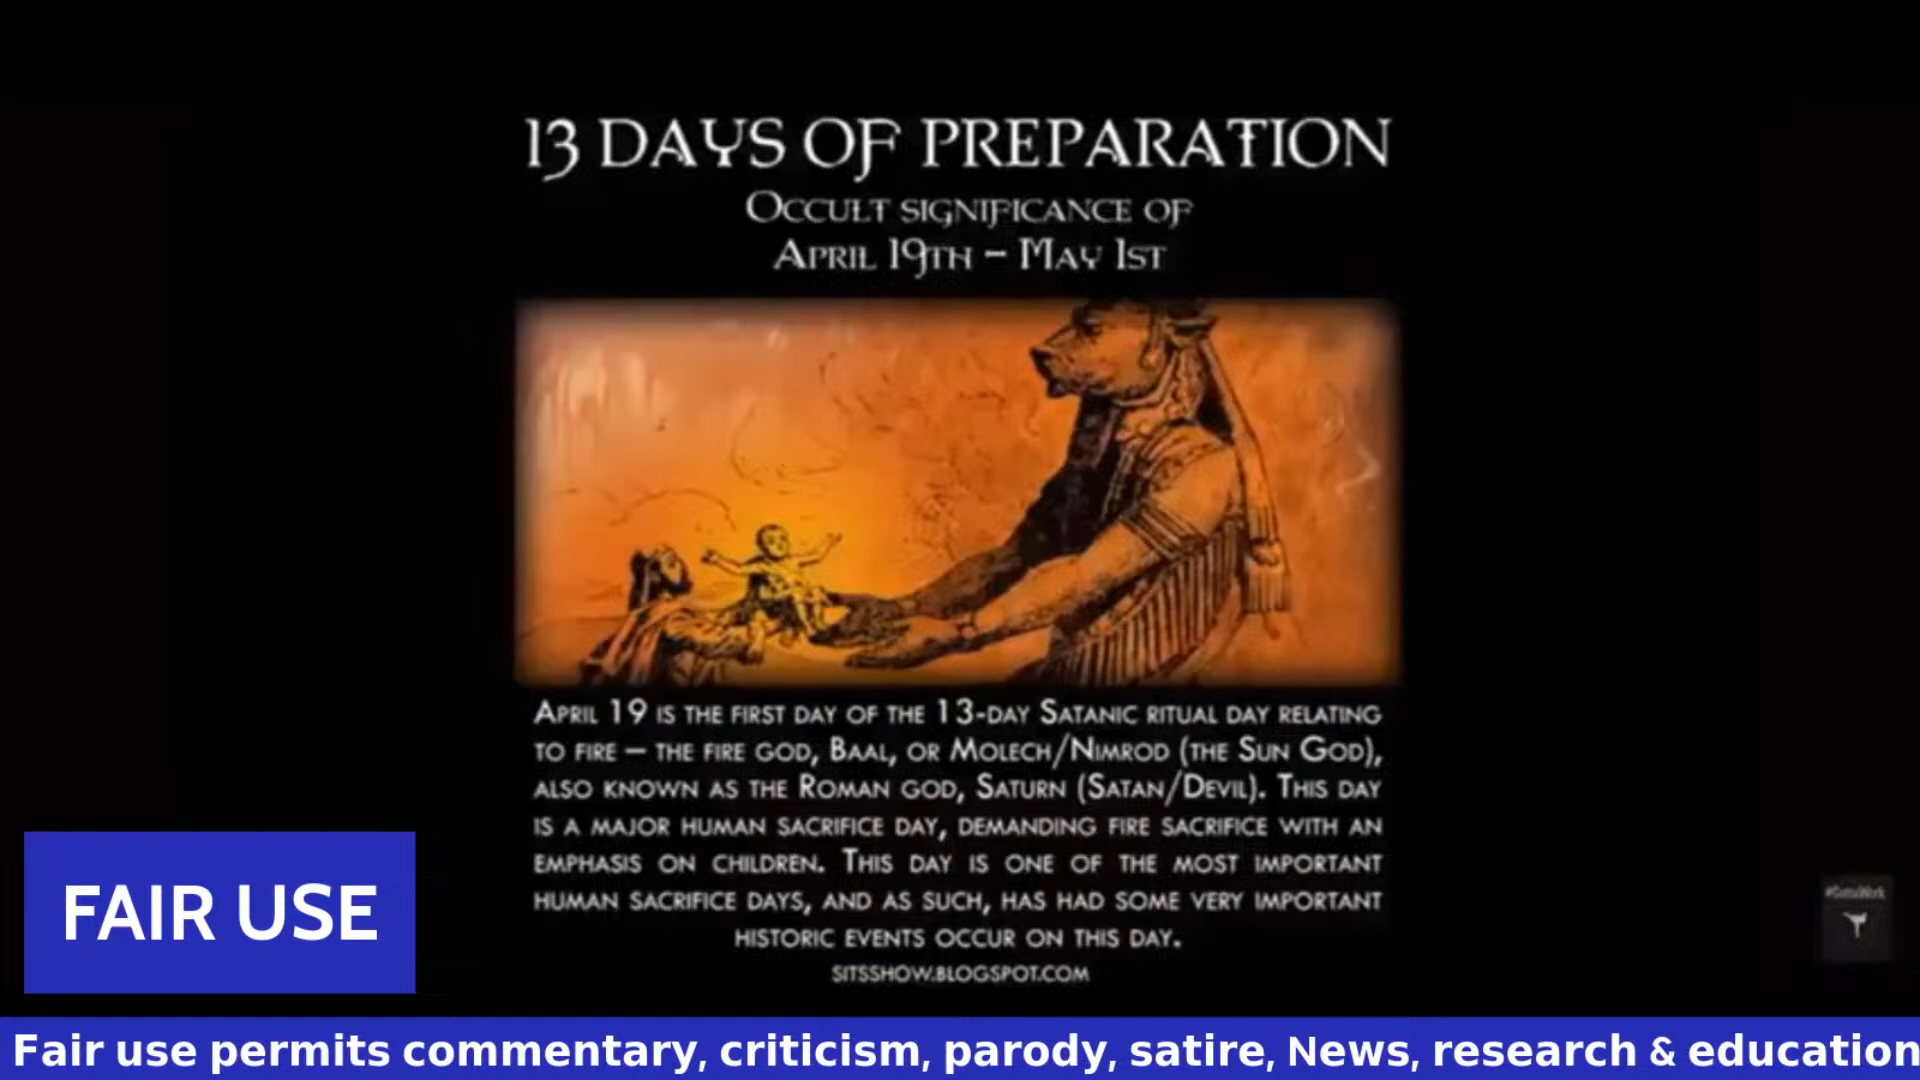 13 DAYS OF PREPARATION
OCCULT SIGNIFICANCE OF
APRIL 19TH – MAY 1ST
APRIL 19 IS THE FIRST DAY OF THE 13-DAY SATANIC RITUAL DAY RELATING
TO FIRE – THE FIRE GOD, BAAL, OR MOLECH/NIMROD (THE SUN GOD),
ALSO KNOWN AS THE ROMAN GOD, SATURN (SATAN/DEVIL). THIS DAY
IS A MAJOR HUMAN SACRIFICE DAY, DEMANDING FIRE SACRIFICE WITH AN
EMPHASIS ON CHILDREN. THIS DAY IS ONE OF THE MOST IMPORTANT
HUMAN SACRIFICE DAYS, AND AS SUCH, HAS HAD SOME VERY IMPORTANT
HISTORIC EVENTS OCCUR ON THIS DAY.
SITSSHOW.BLOGSPOT.COM
FAIR USE
Fair use permits commentary, criticism, parody, satire, News, research & education